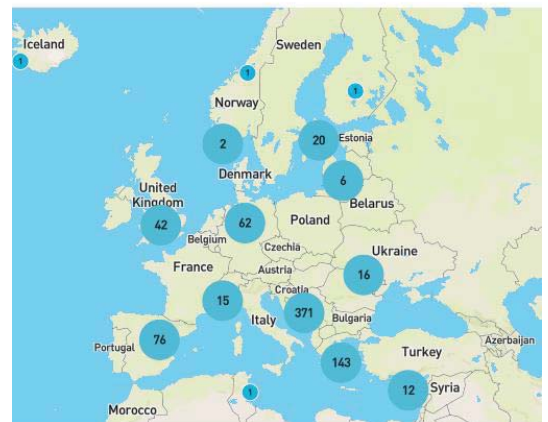 Iceland
1
Sweden
1
1
Norway
2
20
Estonia
Denmark
6
United
Kingdom
Belarus
42
62
Poland
Belgium
Czechia
Ukraine
France
Austria
16
Croatia
15
371
Italy
Bulgaria
Portugal
76
143
Turkey
Azerbaijan
12
Syria
1
Morocco